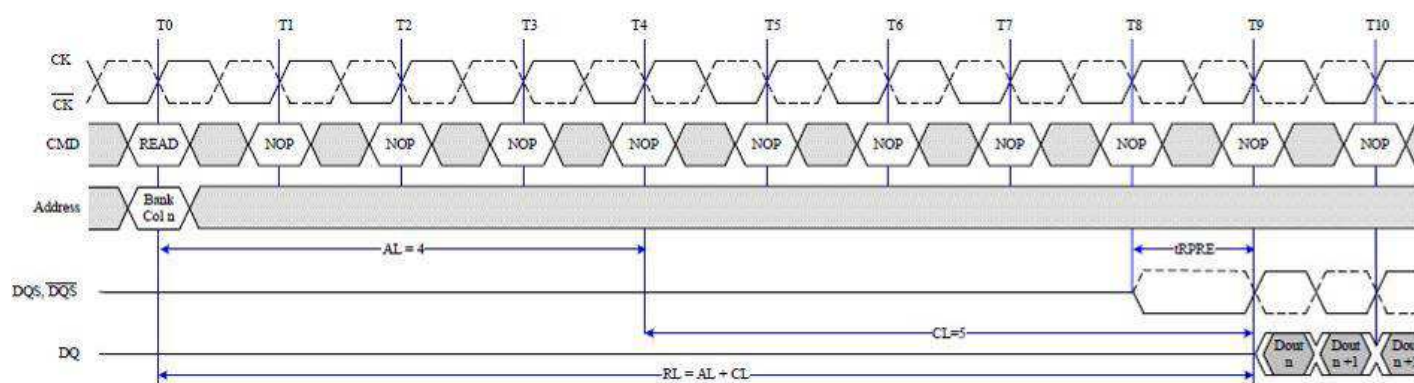 T0 T1 T2 T3 T4 T5 T6 T7 T8 T9 T10
CK
CK
CMD READ NOP NOP NOP NOP NOP NOP NOP NOP NOP NOP
Address Bank
Col n
AL = 4 tRPRE
DQS, DQS
CL=5
DQ Dout Dout
n n +1
RL = AL + CL